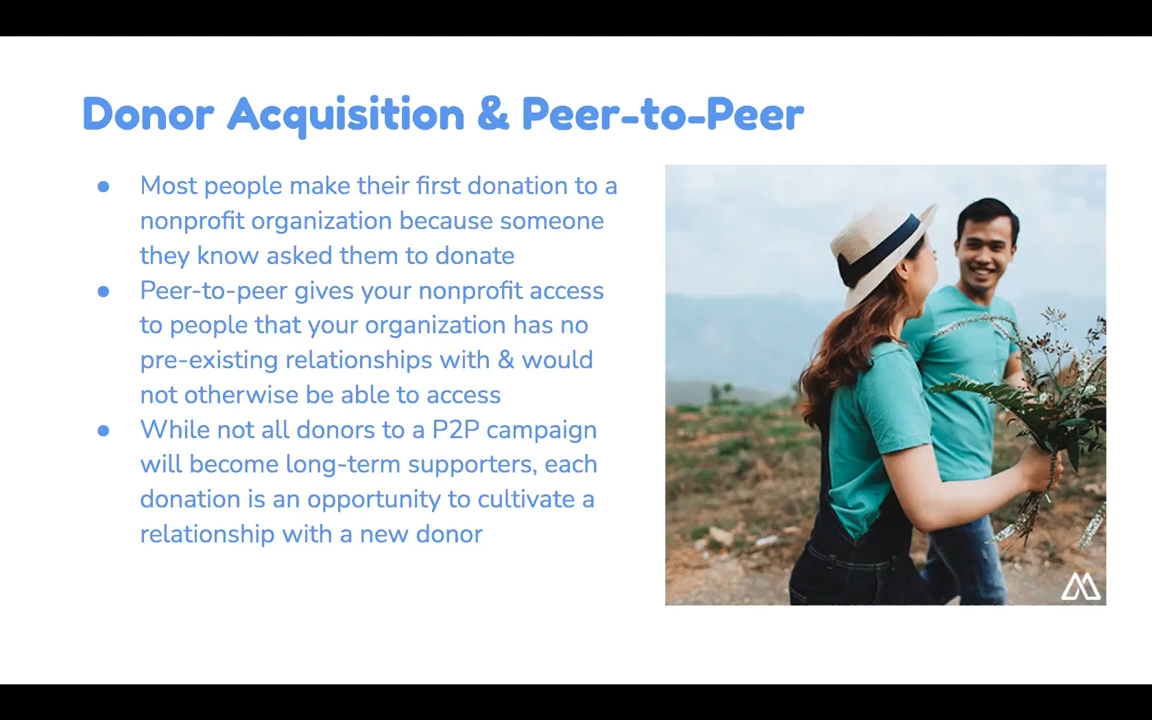 Donor Acquisition & Peer-to-Peer
● Most people make their first donation to a
nonprofit organization because someone
they know asked them to donate
● Peer-to-peer gives your nonprofit access
to people that your organization has no
pre-existing relationships with & would
not otherwise be able to access
● While not all donors to a P2P campaign
will become long-term supporters, each
donation is an opportunity to cultivate a
relationship with a new donor